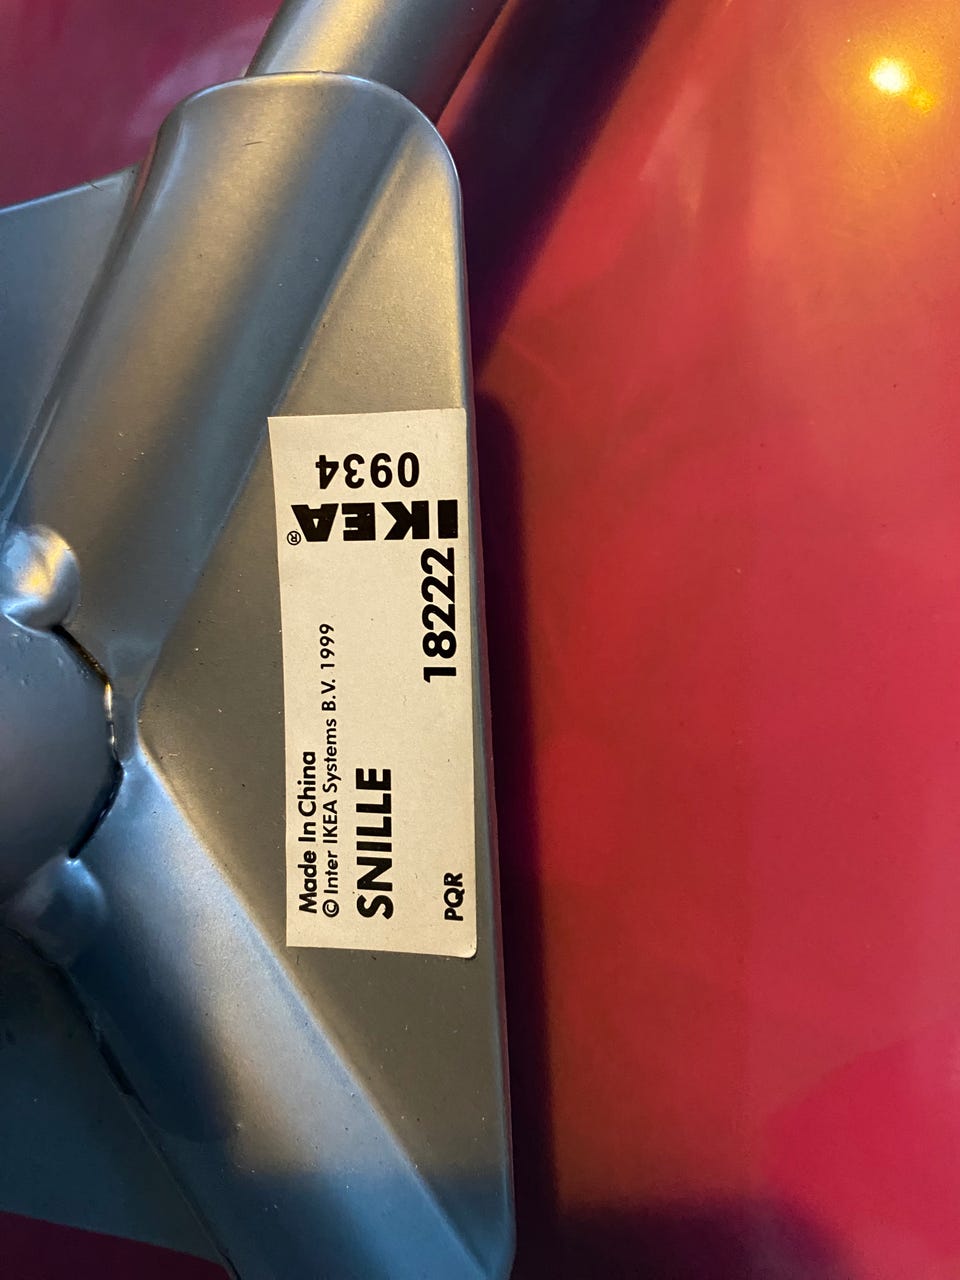 Made In China
© Inter IKEA Systems B.V. 1999
SNILLE
PQR
18222
IKEA®
0934